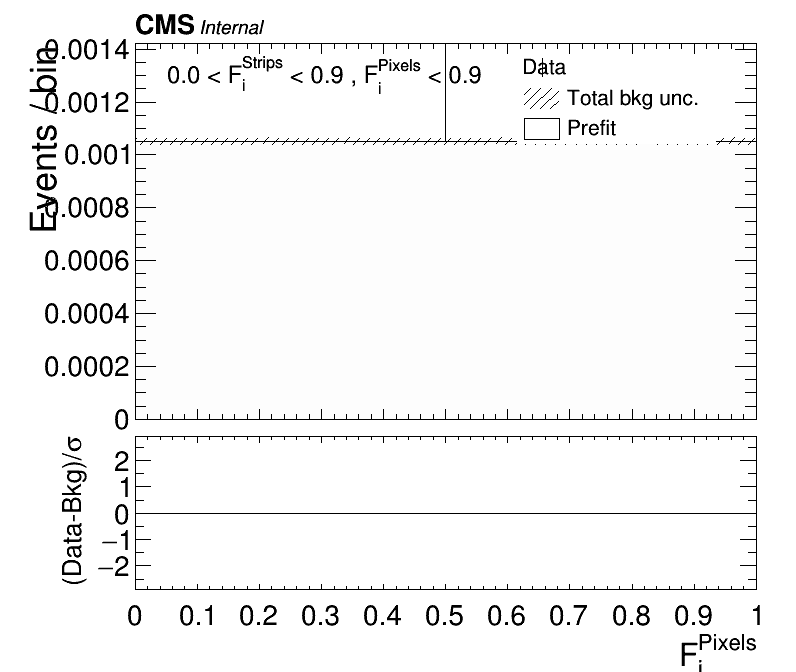 CMS Internal
0.0 < F_i^Strips < 0.9 , F_i^Pixels < 0.9
Data
Total bkg unc.
Prefit
Events / bin
0.0014
0.0012
0.001
0.0008
0.0006
0.0004
0.0002
0
(Data-Bkg)/σ
2
1
0
−1
−2
0 0.1 0.2 0.3 0.4 0.5 0.6 0.7 0.8 0.9 1
F_i^Pixels